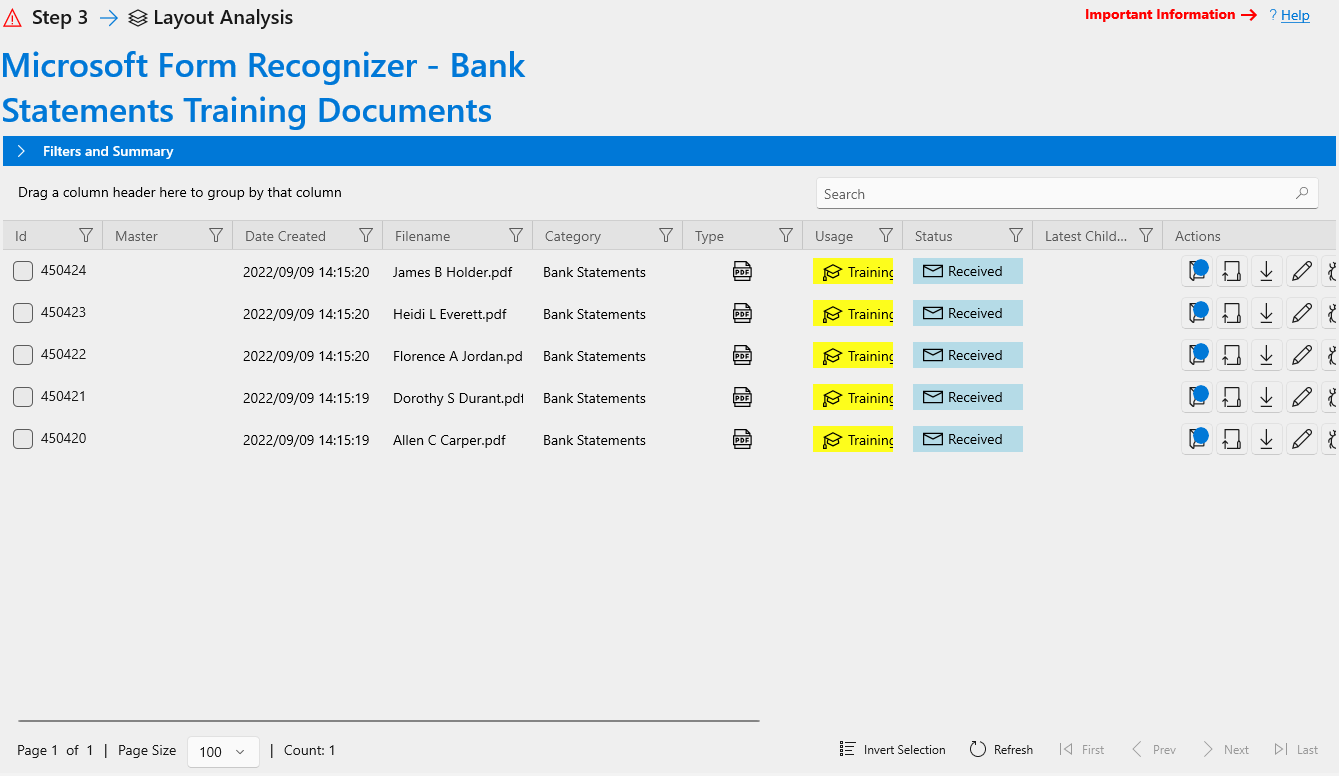 Step 3 Layout Analysis
Important Information ? Help
Microsoft Form Recognizer - Bank
Statements Training Documents
Filters and Summary
Drag a column header here to group by that column
Search
Id Master Date Created Filename Category Type Usage Status Latest Child... Actions
450424 2022/09/09 14:15:20 James B Holder.pdf Bank Statements PDF Training Received
450423 2022/09/09 14:15:20 Heidi L Everett.pdf Bank Statements PDF Training Received
450422 2022/09/09 14:15:20 Florence A Jordan.pd Bank Statements PDF Training Received
450421 2022/09/09 14:15:19 Dorothy S Durant.pdf Bank Statements PDF Training Received
450420 2022/09/09 14:15:19 Allen C Carper.pdf Bank Statements PDF Training Received
Page 1 of 1 | Page Size 100 | Count: 1 Invert Selection Refresh First Prev Next Last